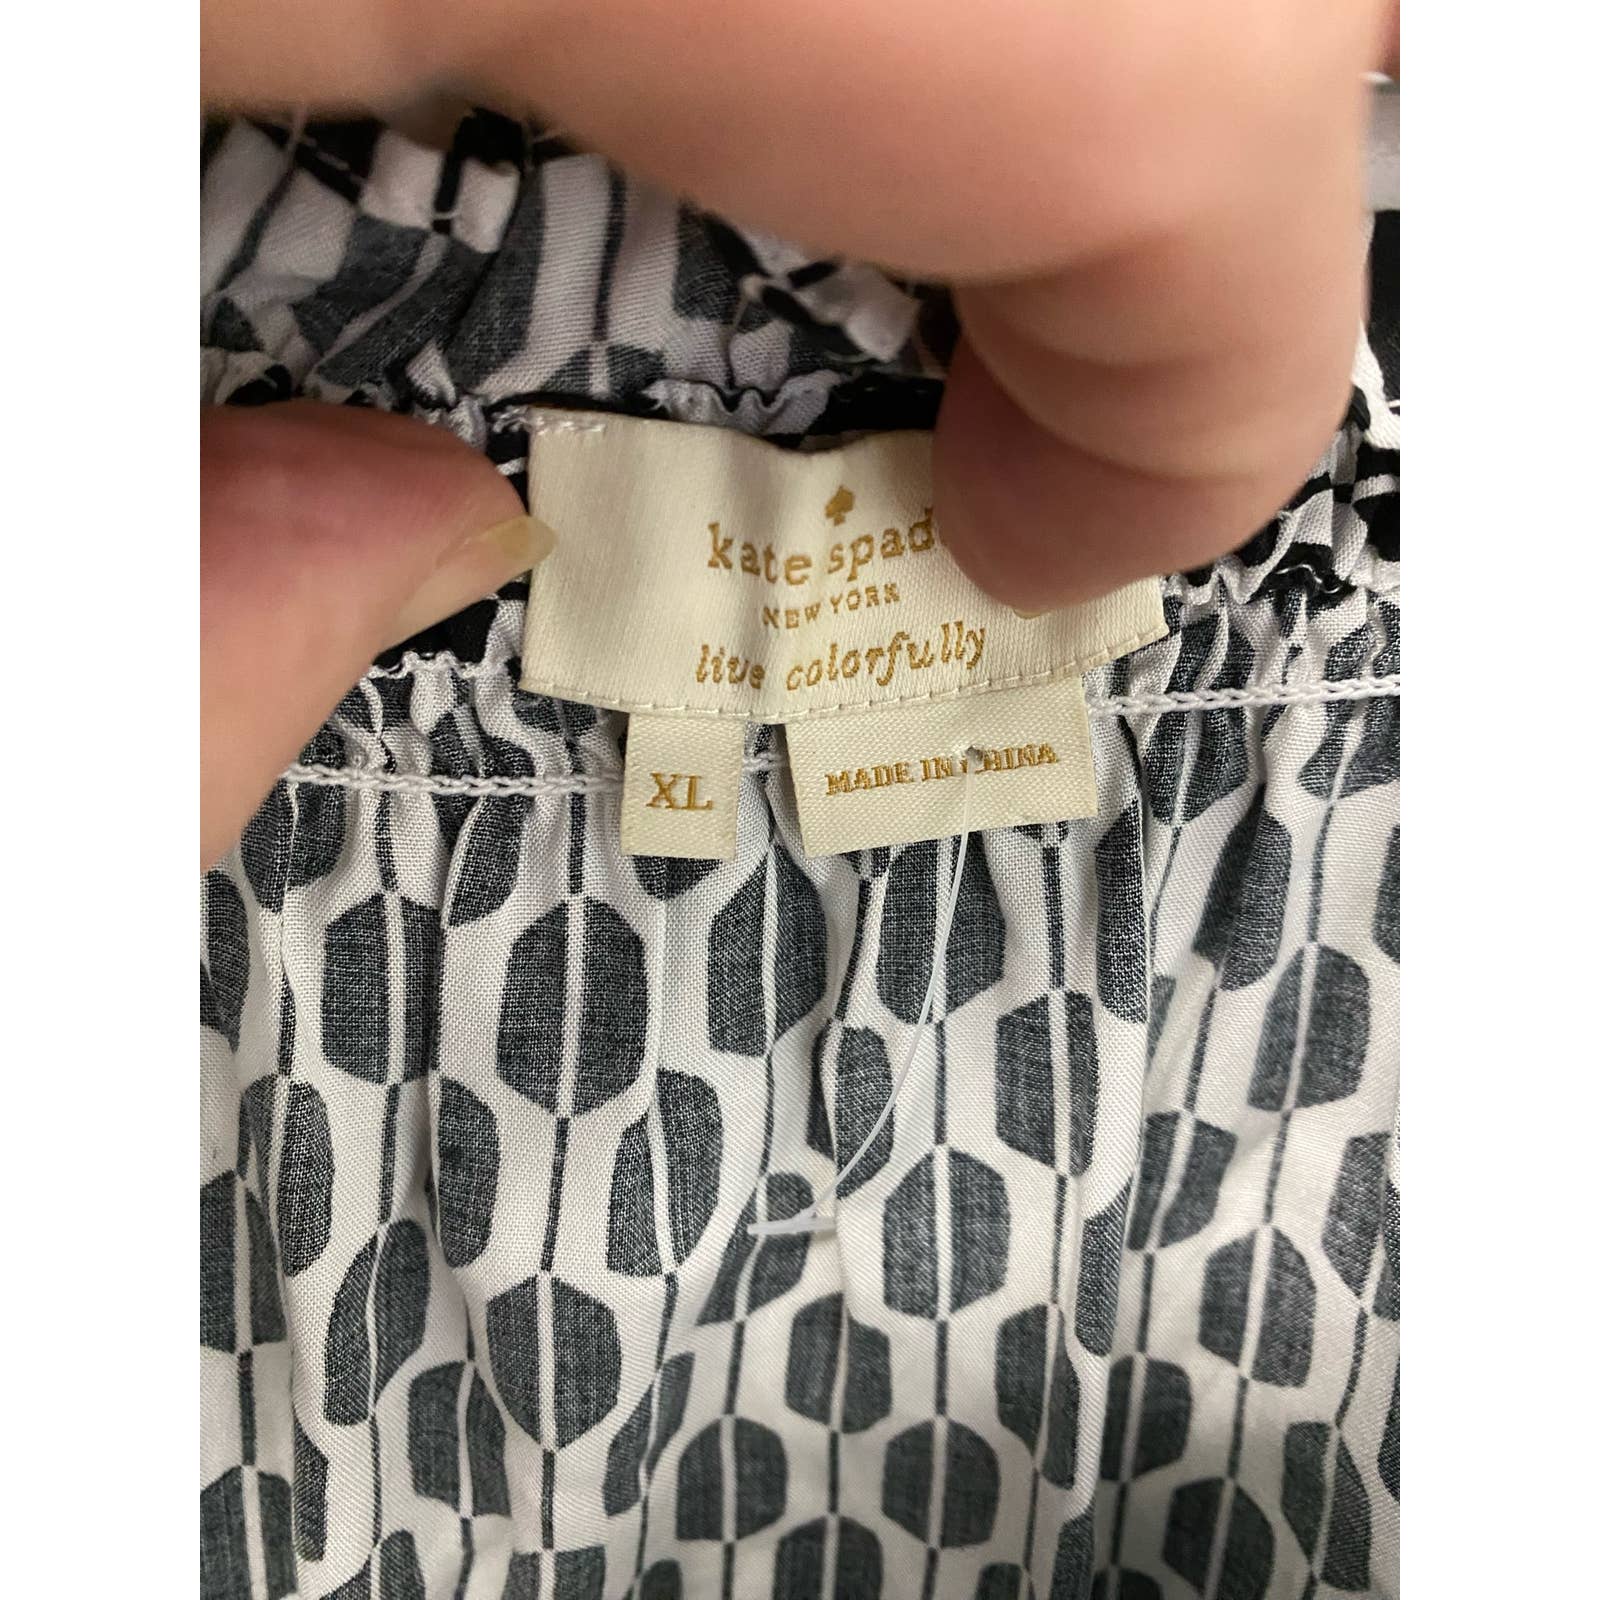 kate spad
NEW YORK
live colorfully
XL
MADE IN CHINA